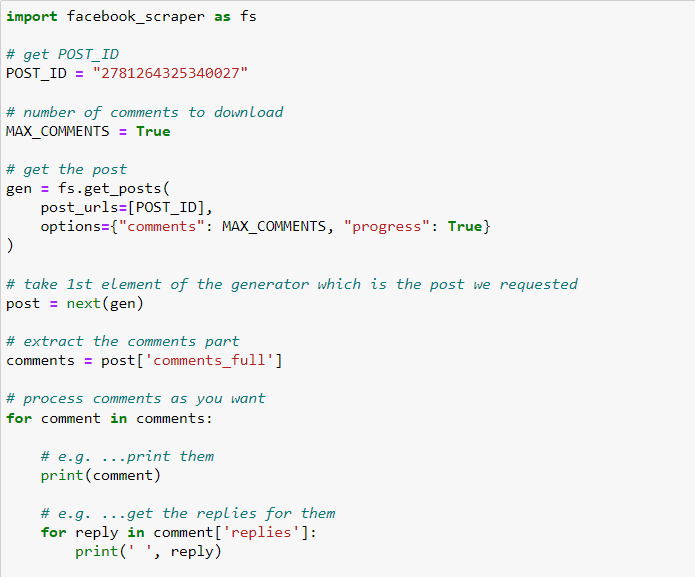 import facebook_scraper as fs
# get POST_ID
POST_ID = "2781264325340027"
# number of comments to download
MAX_COMMENTS = True
# get the post
gen = fs.get_posts(
    post_urls=[POST_ID],
    options={"comments": MAX_COMMENTS, "progress": True}
)
# take 1st element of the generator which is the post we requested
post = next(gen)
# extract the comments part
comments = post['comments_full']
# process comments as you want
for comment in comments:
    # e.g. ...print them
    print(comment)
    # e.g. ...get the replies for them
    for reply in comment['replies']:
        print(' ', reply)